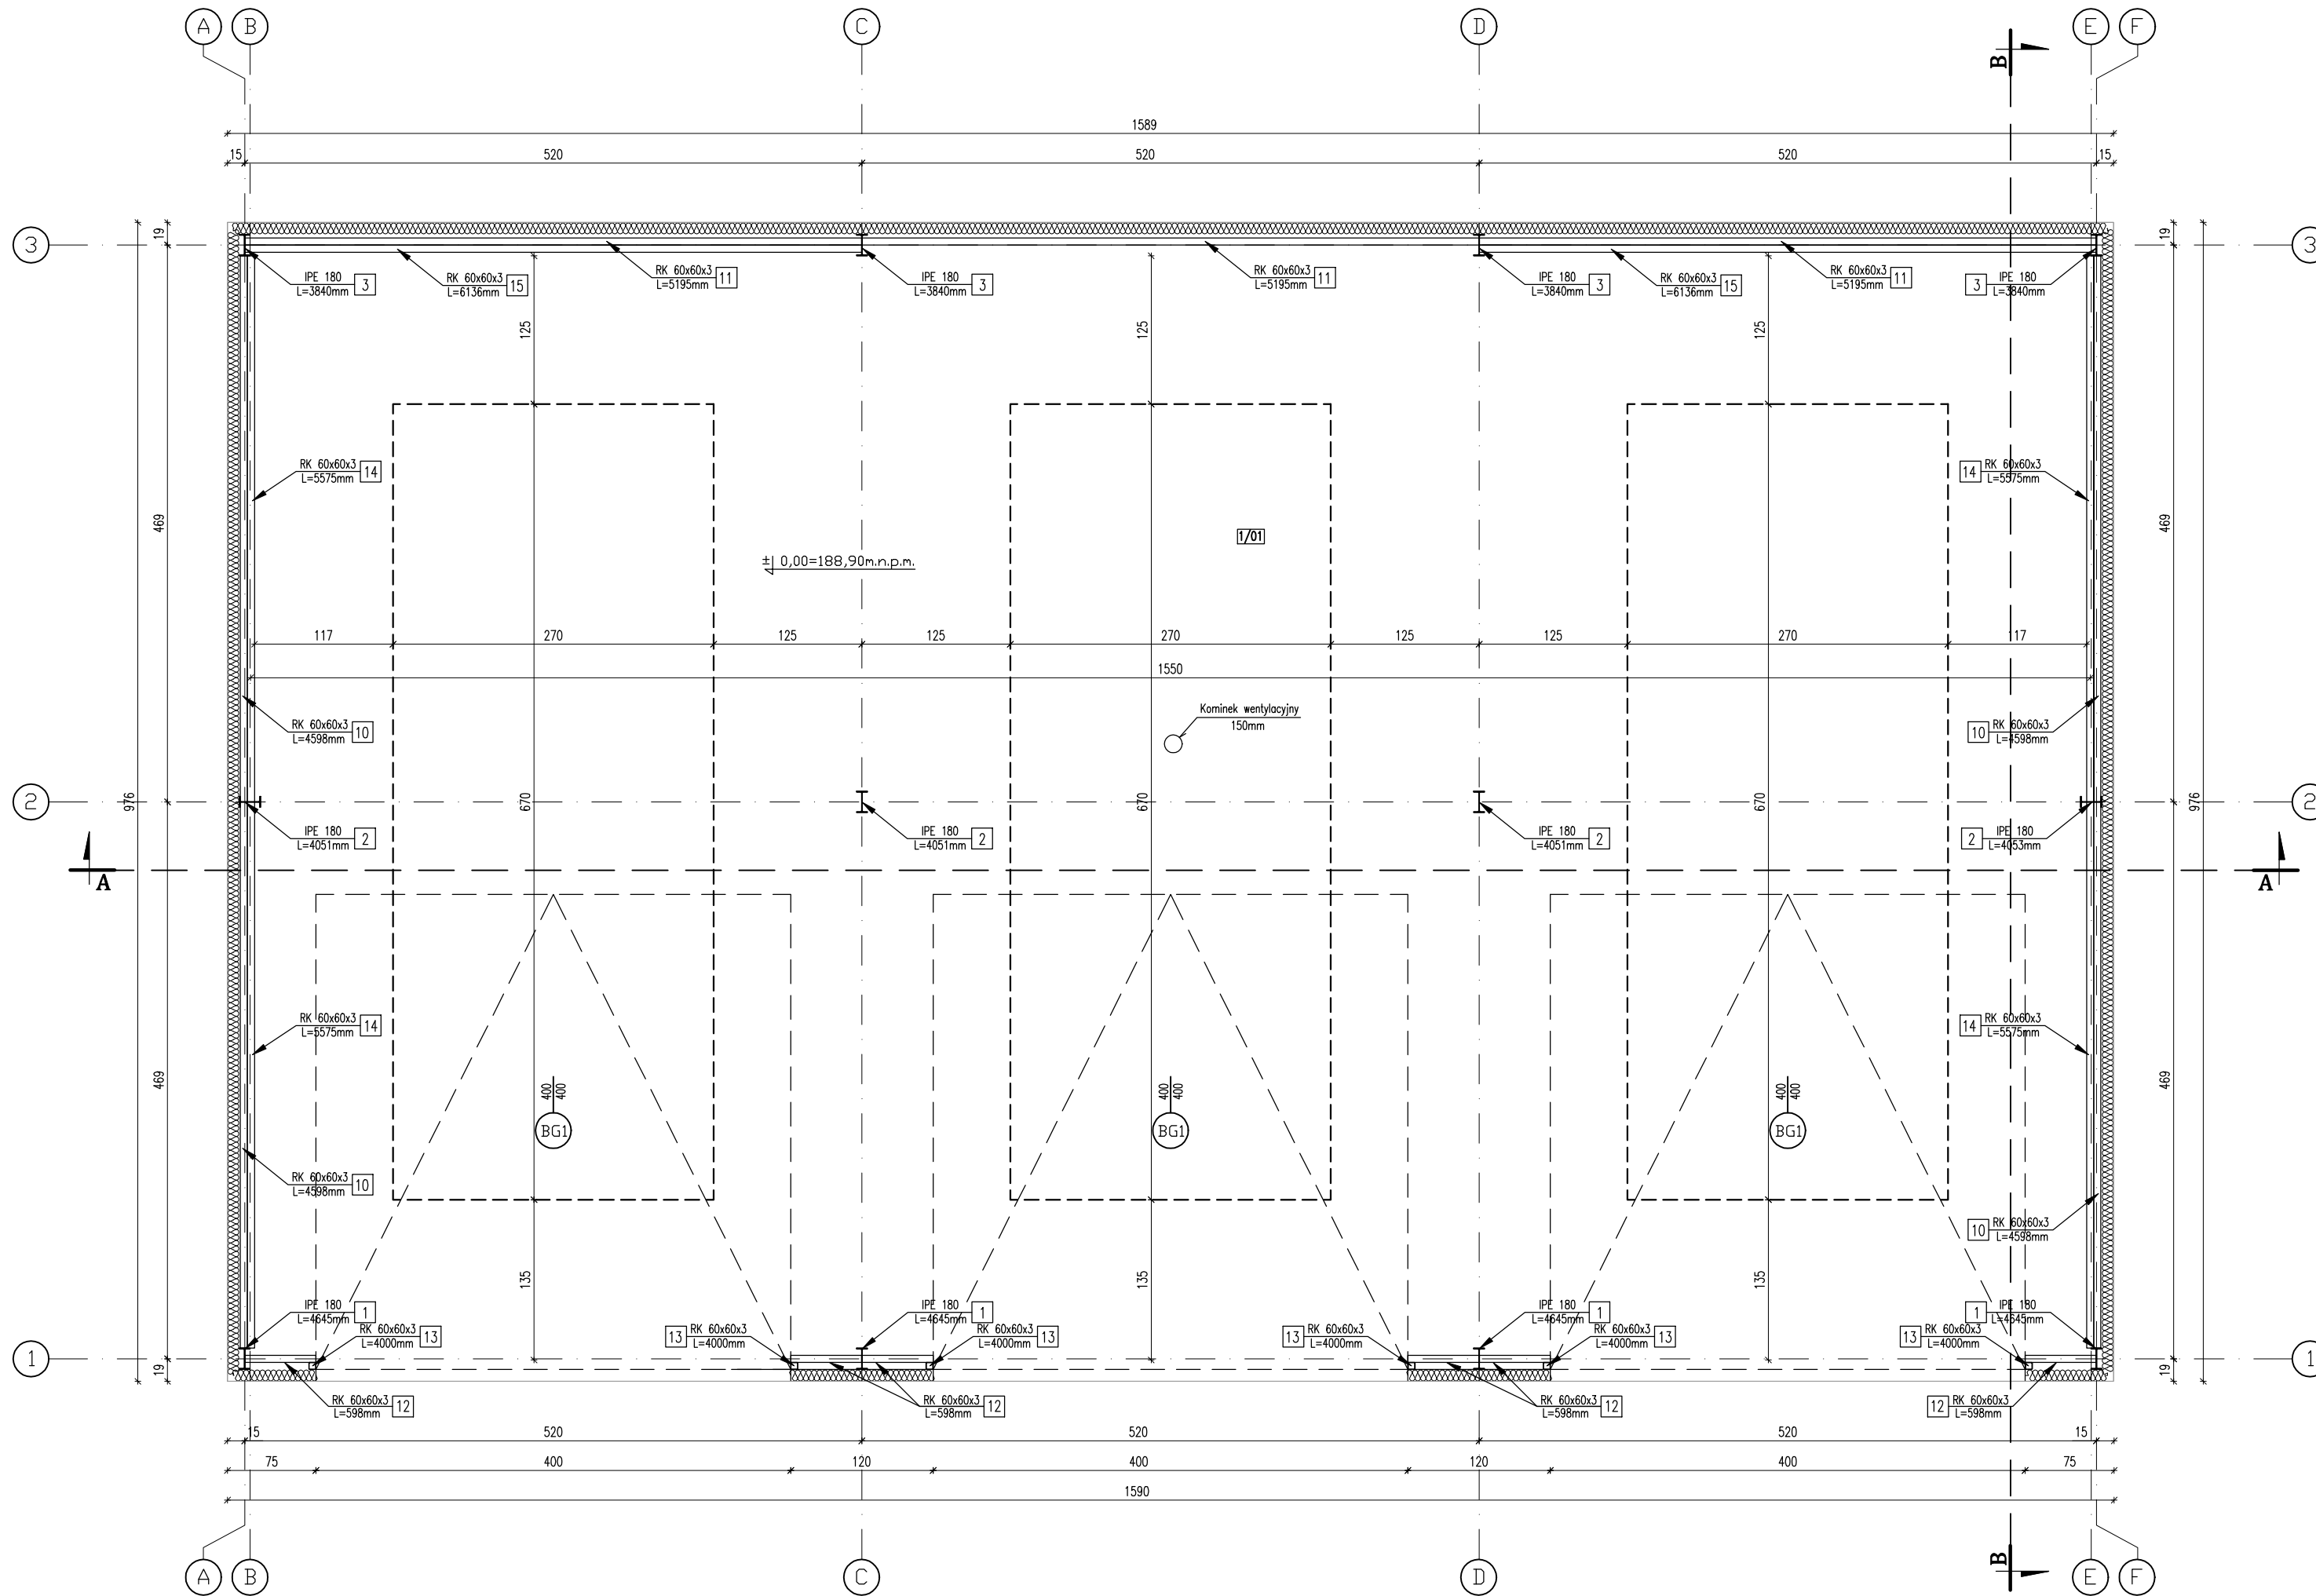 A B C D E F
B
1589
15 520 520 520 15
3 3
19 19
IPE 180
L=3840mm 3
RK 60x60x3
L=6136mm 15
RK 60x60x3
L=5195mm 11
IPE 180
L=3840mm 3
RK 60x60x3
L=5195mm 11
IPE 180
L=3840mm 3
RK 60x60x3
L=6136mm 15
RK 60x60x3
L=5195mm 11
3 IPE 180
L=3840mm
125 125 125
RK 60x60x3
L=5575mm 14
14 RK 60x60x3
L=5575mm
469 469
1/01
± 0,00=188,90m.n.p.m.
117 270 125 125 270 125 125 270 117
1550
Kominek wentylacyjny
150mm
RK 60x60x3
L=4598mm 10
10 RK 60x60x3
L=4598mm
2 2
976 670 670 670 976
IPE 180
L=4051mm 2
IPE 180
L=4051mm 2
IPE 180
L=4051mm 2
2 IPE 180
L=4053mm
A A
RK 60x60x3
L=5575mm 14
14 RK 60x60x3
L=5575mm
469 469
400
400
400
400
400
400
BG1 BG1 BG1
RK 60x60x3
L=4598mm 10
10 RK 60x60x3
L=4598mm
135 135 135
IPE 180
L=4645mm 1
IPE 180
L=4645mm 1
IPE 180
L=4645mm 1
1 IPE 180
L=4645mm
RK 60x60x3
L=4000mm 13
13 RK 60x60x3
L=4000mm
RK 60x60x3
L=4000mm 13
13 RK 60x60x3
L=4000mm
RK 60x60x3
L=4000mm 13
13 RK 60x60x3
L=4000mm
1 1
19 19
RK 60x60x3
L=598mm 12
RK 60x60x3
L=598mm 12
RK 60x60x3
L=598mm 12
12 RK 60x60x3
L=598mm
15 520 520 520 15
75 400 120 400 120 400 75
1590
B
A B C D E F